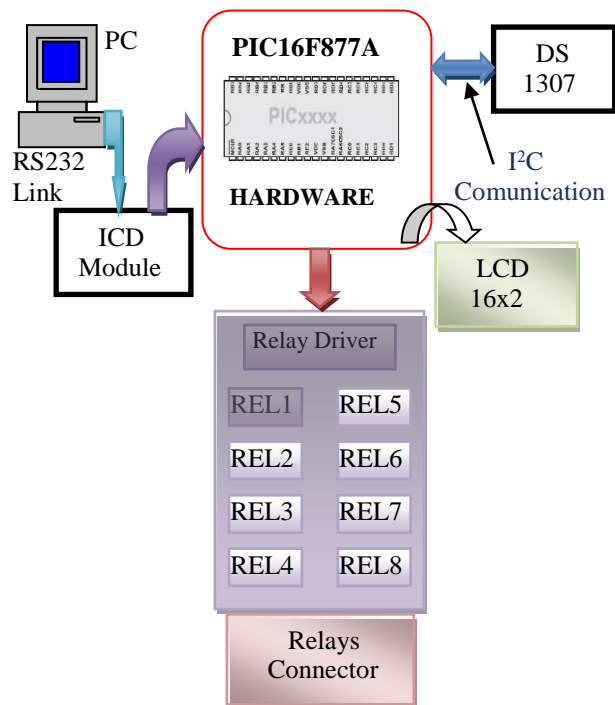 PC
RS232
Link
ICD
Module
PIC16F877A
PICxxxx
HARDWARE
DS
1307
I²C
Comunication
LCD
16x2
Relay Driver
REL1
REL5
REL2
REL6
REL3
REL7
REL4
REL8
Relays
Connector